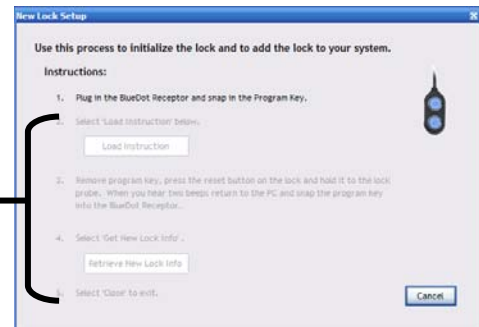 New Lock Setup
Use this process to initialize the lock and to add the lock to your system.
Instructions:
1. Plug in the BlueDot Receptor and snap in the Program Key.
2. Select 'Load Instruction' below.
Load Instruction
3. Remove program key, press the reset button on the lock and hold it to the lock
probe. When you hear two beeps return to the PC and snap the program key
into the BlueDot Receptor.
4. Select 'Get New Lock Info'.
Retrieve New Lock Info
5. Select 'Close' to exit.
Cancel